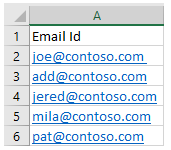 A
1 Email Id
2 joe@contoso.com
3 add@contoso.com
4 jered@contoso.com
5 mila@contoso.com
6 pat@contoso.com